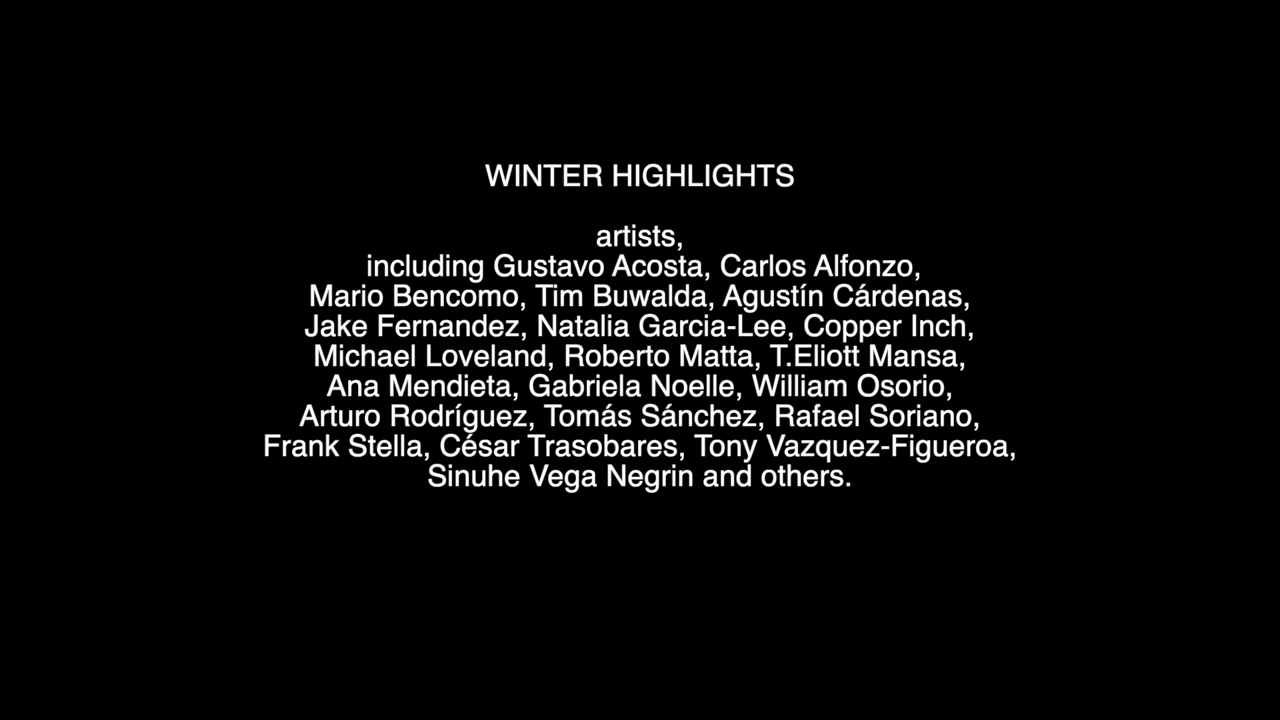 WINTER HIGHLIGHTS
artists,
including Gustavo Acosta, Carlos Alfonzo,
Mario Bencomo, Tim Buwalda, Agustín Cárdenas,
Jake Fernandez, Natalia Garcia-Lee, Copper Inch,
Michael Loveland, Roberto Matta, T.Eliott Mansa,
Ana Mendieta, Gabriela Noelle, William Osorio,
Arturo Rodríguez, Tomás Sánchez, Rafael Soriano,
Frank Stella, César Trasobares, Tony Vazquez-Figueroa,
Sinuhe Vega Negrin and others.